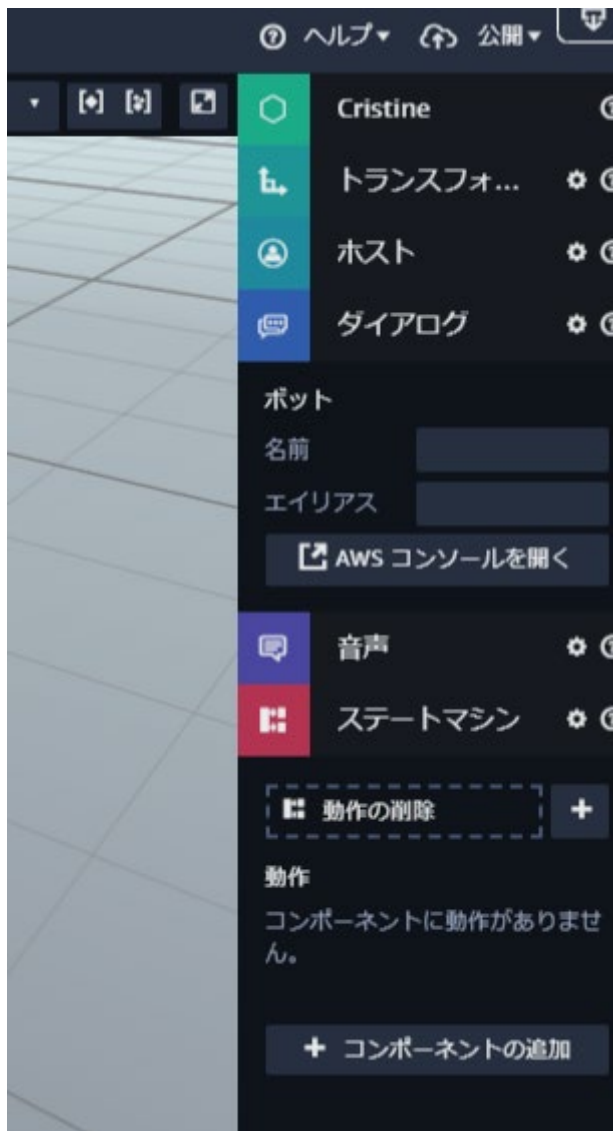 ヘルプ 公開
Cristine
トランスフォ...
ホスト
ダイアログ
ボット
名前
エイリアス
AWS コンソールを開く
音声
ステートマシン
動作の削除
動作
コンポーネントに動作がありませ
ん。
コンポーネントの追加